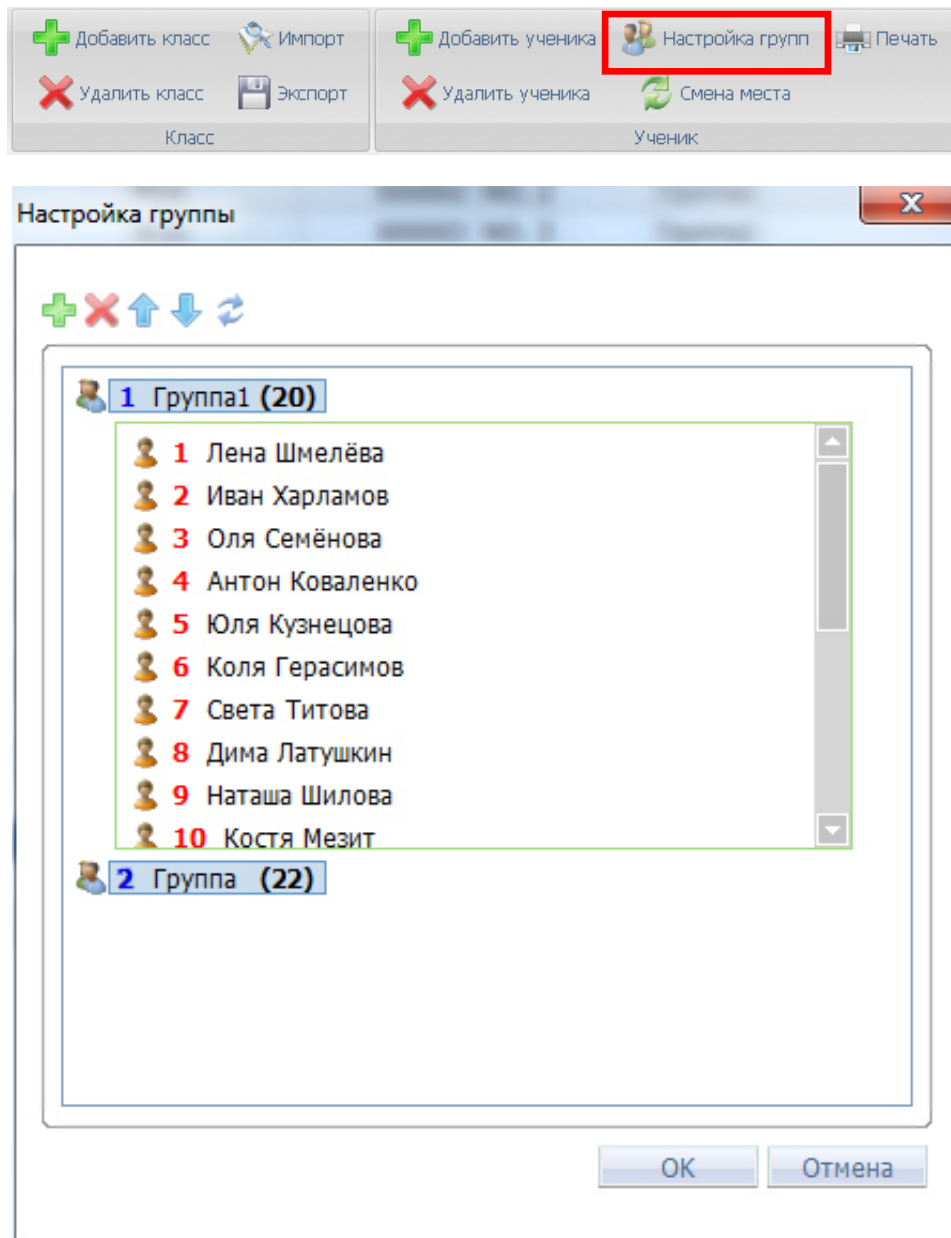 Добавить класс Импорт Добавить ученика Настройка групп Печать
Удалить класс Экспорт Удалить ученика Смена места
Класс Ученик
Настройка группы
1 Группа1 (20)
1 Лена Шмелёва
2 Иван Харламов
3 Оля Семёнова
4 Антон Коваленко
5 Юля Кузнецова
6 Коля Герасимов
7 Света Титова
8 Дима Латушкин
9 Наташа Шилова
10 Костя Мезит
2 Группа (22)
OK Отмена